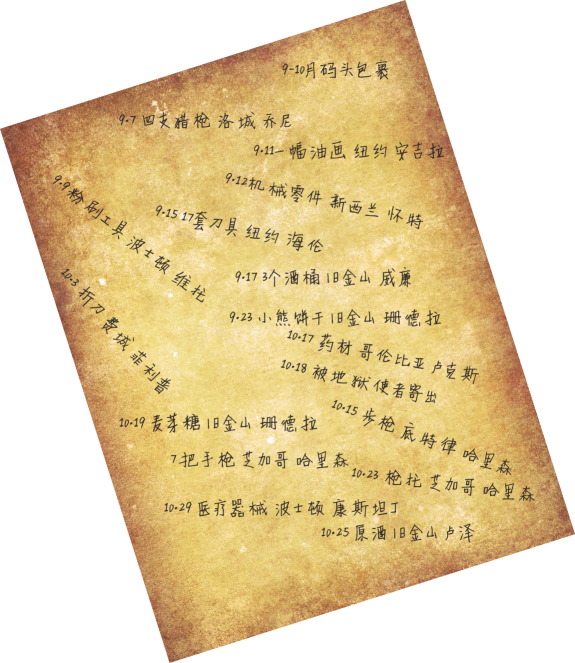 9-10月码头包裹
9.7 四支猎枪 洛城 乔尼
9.11一幅油画 纽约 安吉拉
9.12机械零件 新西兰 怀特
9.9粉刷工具 波士顿 维托
9.15 17套刀具 纽约 海伦
9.17 3个酒桶 旧金山 威廉
10.3 折刀 费城 菲利普
9.23 小熊饼干 旧金山 珊德拉
10.17 药材 哥伦比亚 卢克斯
10.18 被地狱使者寄出
10.15 步枪 底特律 哈里森
10.19 麦芽糖 旧金山 珊德拉
7把手枪 芝加哥 哈里森
10.23 枪托 芝加哥 哈里森
10.29 医疗器械 波士顿 康斯坦丁
10.25 原酒 旧金山 卢泽